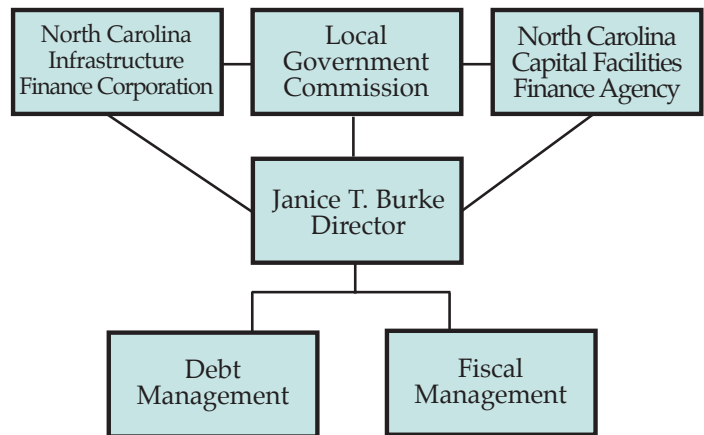 North Carolina
Infrastructure
Finance Corporation
Local
Government
Commission
North Carolina
Capital Facilities
Finance Agency
Janice T. Burke
Director
Debt
Management
Fiscal
Management